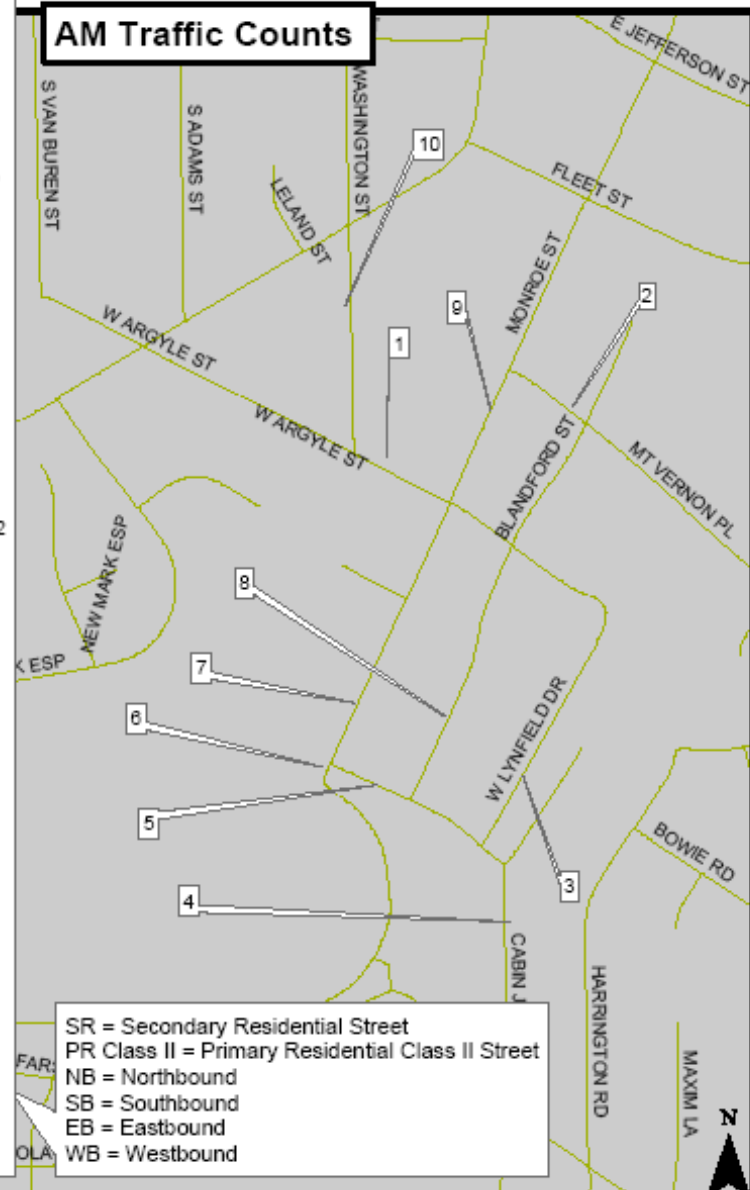 AM Traffic Counts
E JEFFERSON ST
S VAN BUREN ST
S ADAMS ST
WASHINGTON ST
10
LELAND ST
FLEET ST
MONROE ST
2
9
1
W ARGYLE ST
W ARGYLE ST
BLANDFORD ST
MT VERNON PL
2
NEW MARK ESP
K ESP
8
7
6
5
W LYNFIELD DR
BOWIE RD
3
4
CABIN J
HARRINGTON RD
MAXIM LA
SR = Secondary Residential Street
PR Class II = Primary Residential Class II Street
NB = Northbound
SB = Southbound
EB = Eastbound
WB = Westbound
FAR
OLA
N